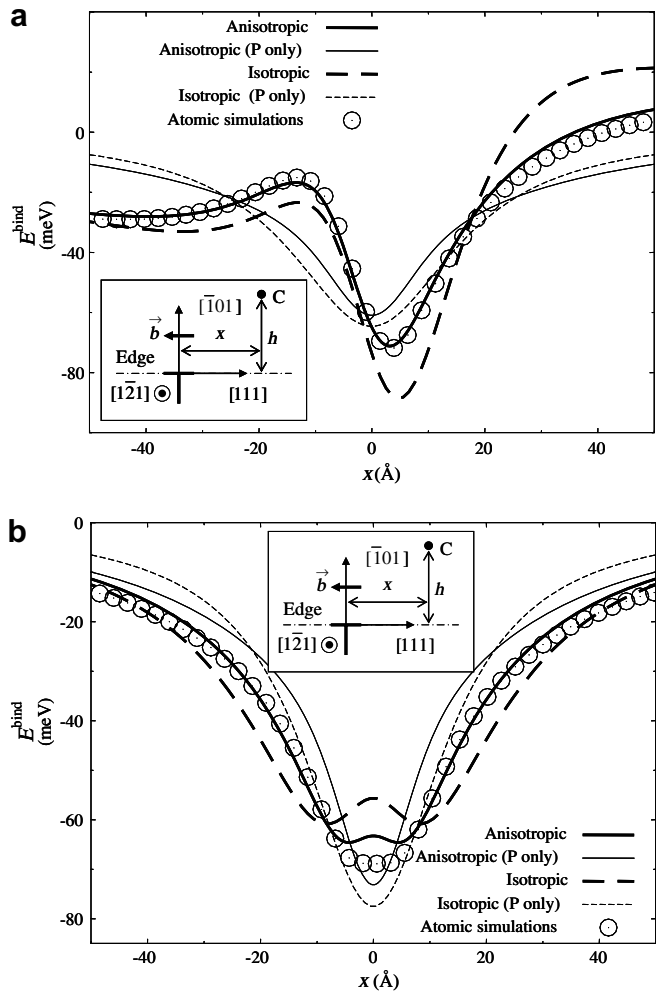 a
Anisotropic
Anisotropic (P only)
Isotropic
Isotropic (P only)
Atomic simulations
E^bind (meV)
0
-40
-80
[1̅01]
C
b⃗
x
h
Edge
[12̅1]
[111]
-40 -20 0 20 40
x(Å)
b
E^bind (meV)
0
-20
-40
-60
-80
[1̅01]
C
b⃗
x
h
Edge
[12̅1]
[111]
Anisotropic
Anisotropic (P only)
Isotropic
Isotropic (P only)
Atomic simulations
-40 -20 0 20 40
x (Å)